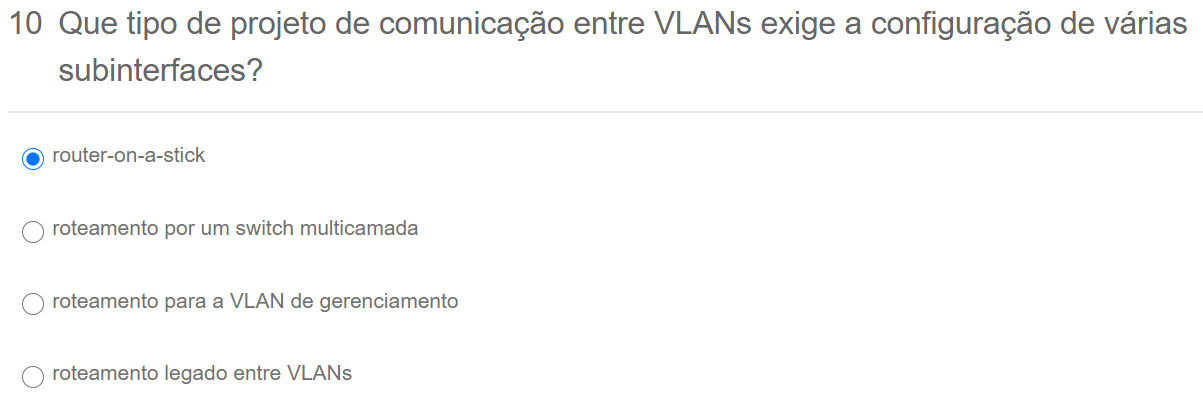 10 Que tipo de projeto de comunicação entre VLANs exige a configuração de várias
subinterfaces?
router-on-a-stick
roteamento por um switch multicamada
roteamento para a VLAN de gerenciamento
roteamento legado entre VLANs